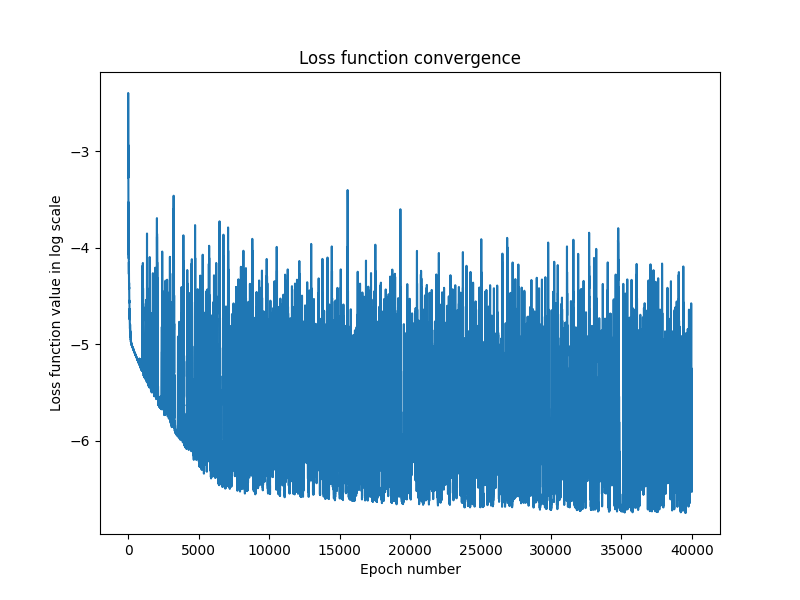 Loss function convergence
Loss function value in log scale
−3
−4
−5
−6
0 5000 10000 15000 20000 25000 30000 35000 40000
Epoch number